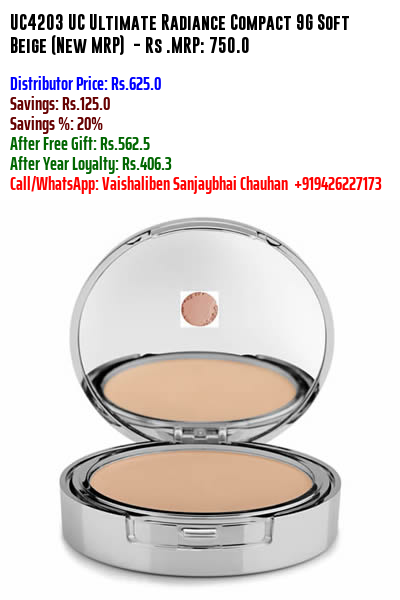 UC4203 UC Ultimate Radiance Compact 9G Soft
Beige (New MRP) - Rs .MRP: 750.0
Distributor Price: Rs.625.0
Savings: Rs.125.0
Savings %: 20%
After Free Gift: Rs.562.5
After Year Loyalty: Rs.406.3
Call/WhatsApp: Vaishaliben Sanjaybhai Chauhan +919426227173